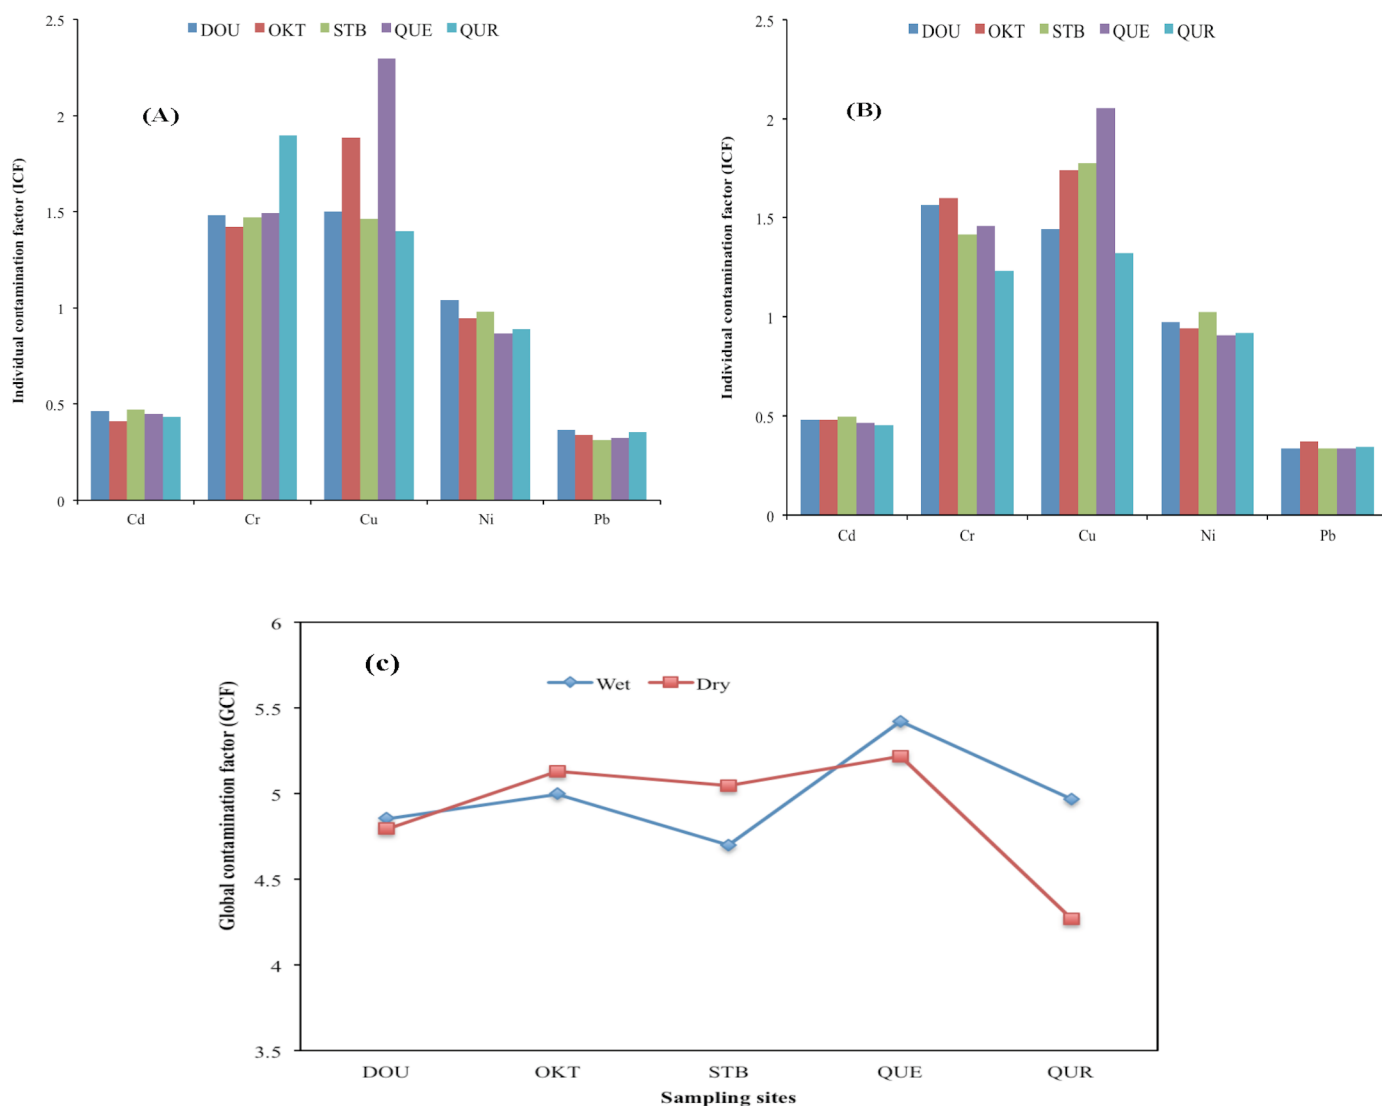 DOU OKT STB QUE QUR
(A)
Individual contamination factor (ICF)
2.5
2
1.5
1
0.5
0
Cd Cr Cu Ni Pb
DOU OKT STB QUE QUR
(B)
Individual contamination factor (ICF)
2.5
2
1.5
1
0.5
0
Cd Cr Cu Ni Pb
(c)
Wet Dry
Global contamination factor (GCF)
6
5.5
5
4.5
4
3.5
DOU OKT STB QUE QUR
Sampling sites